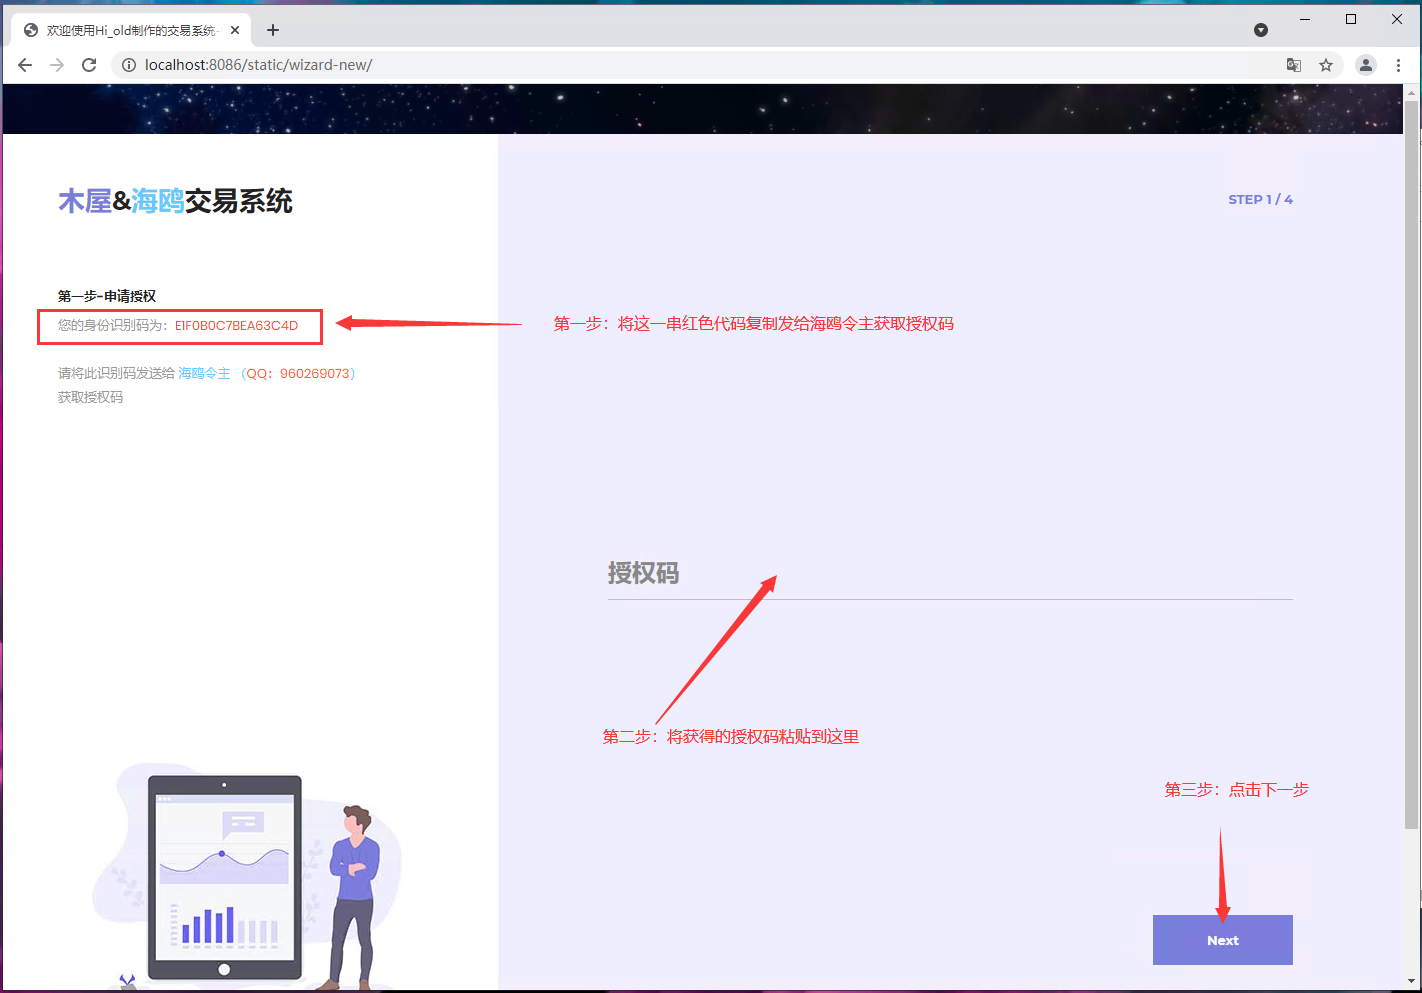 欢迎使用Hi_old制作的交易系统-
localhost:8086/static/wizard-new/
木屋&海鸥交易系统
STEP 1 / 4
第一步-申请授权
您的身份识别码为：E1F0B0C7BEA63C4D
第一步：将这一串红色代码复制发给海鸥令主获取授权码
请将此识别码发送给 海鸥令主 （QQ：960269073）
获取授权码
授权码
第二步：将获得的授权码粘贴到这里
第三步：点击下一步
Next